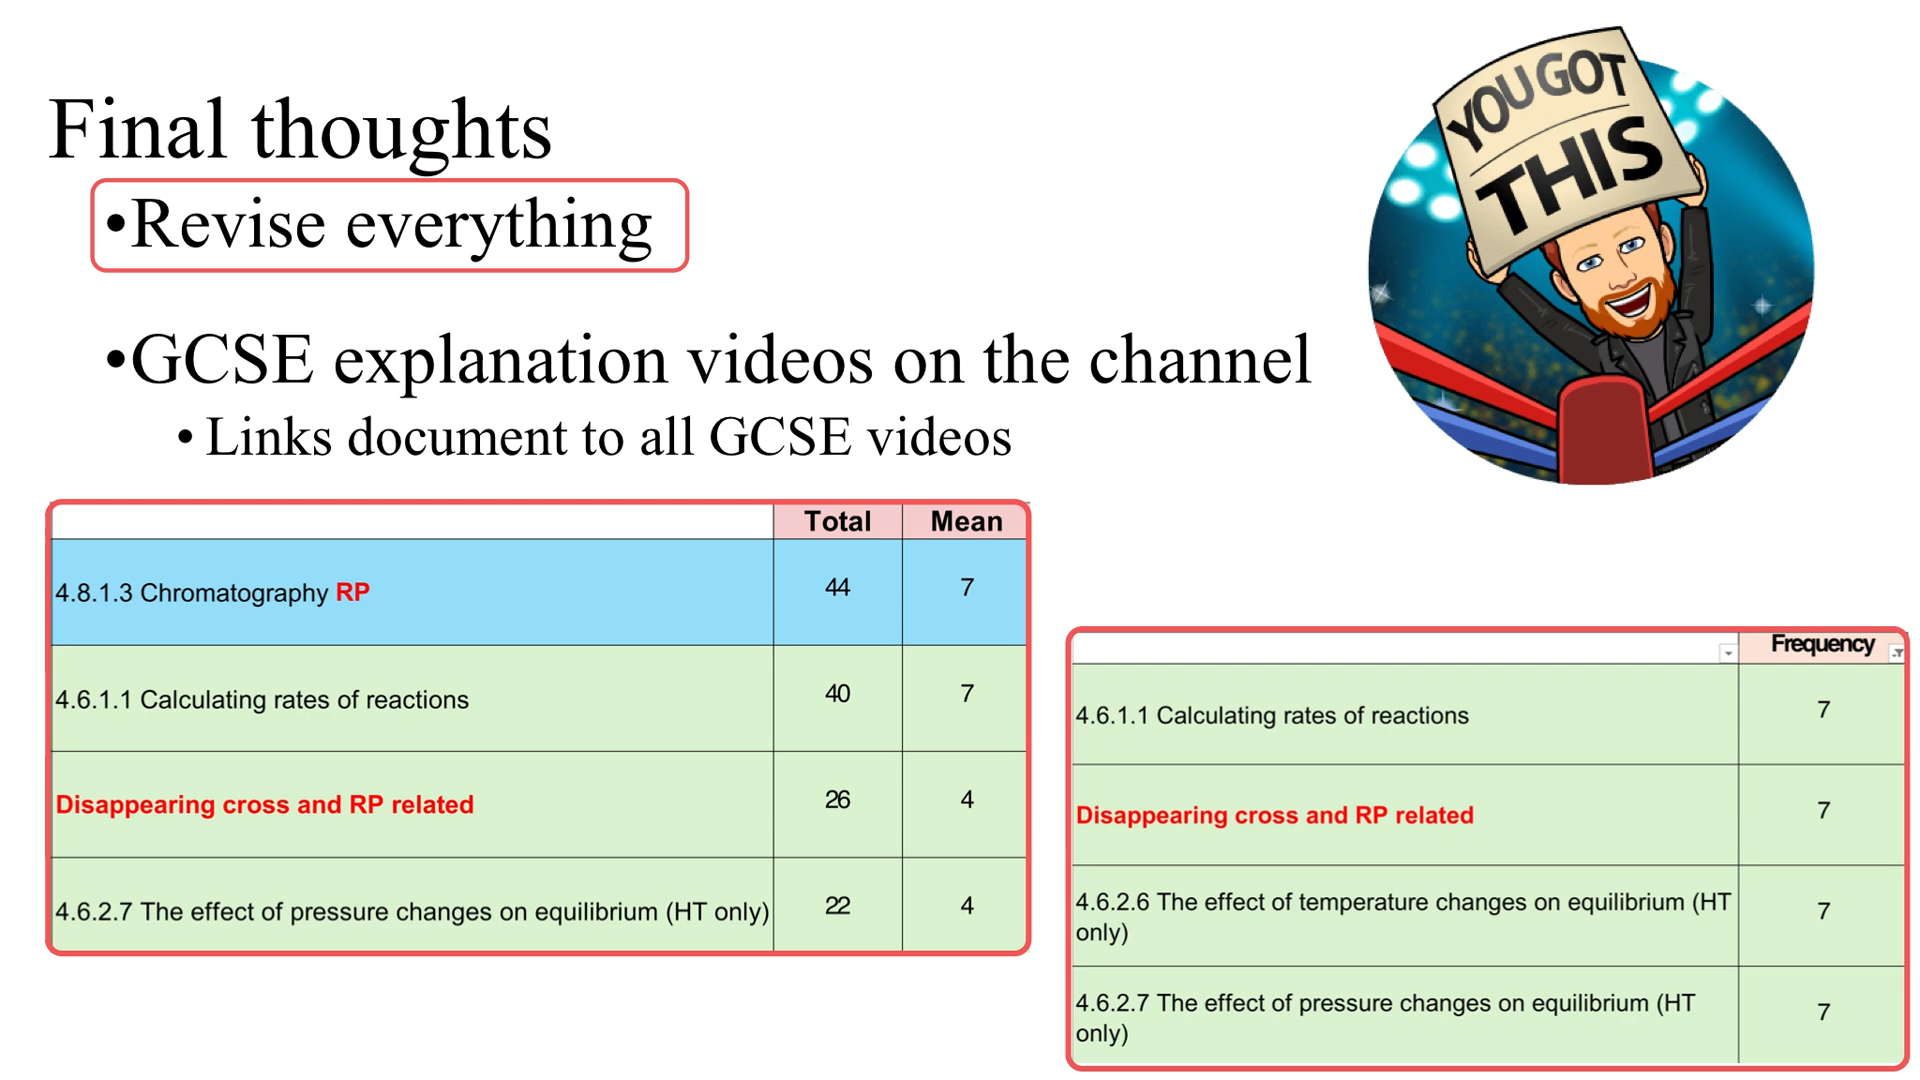 Final thoughts
•Revise everything
•GCSE explanation videos on the channel
• Links document to all GCSE videos
YOU GOT
THIS
Total Mean
4.8.1.3 Chromatography RP 44 7
4.6.1.1 Calculating rates of reactions 40 7
Disappearing cross and RP related 26 4
4.6.2.7 The effect of pressure changes on equilibrium (HT only) 22 4
Frequency
4.6.1.1 Calculating rates of reactions 7
Disappearing cross and RP related 7
4.6.2.6 The effect of temperature changes on equilibrium (HT
only) 7
4.6.2.7 The effect of pressure changes on equilibrium (HT
only) 7